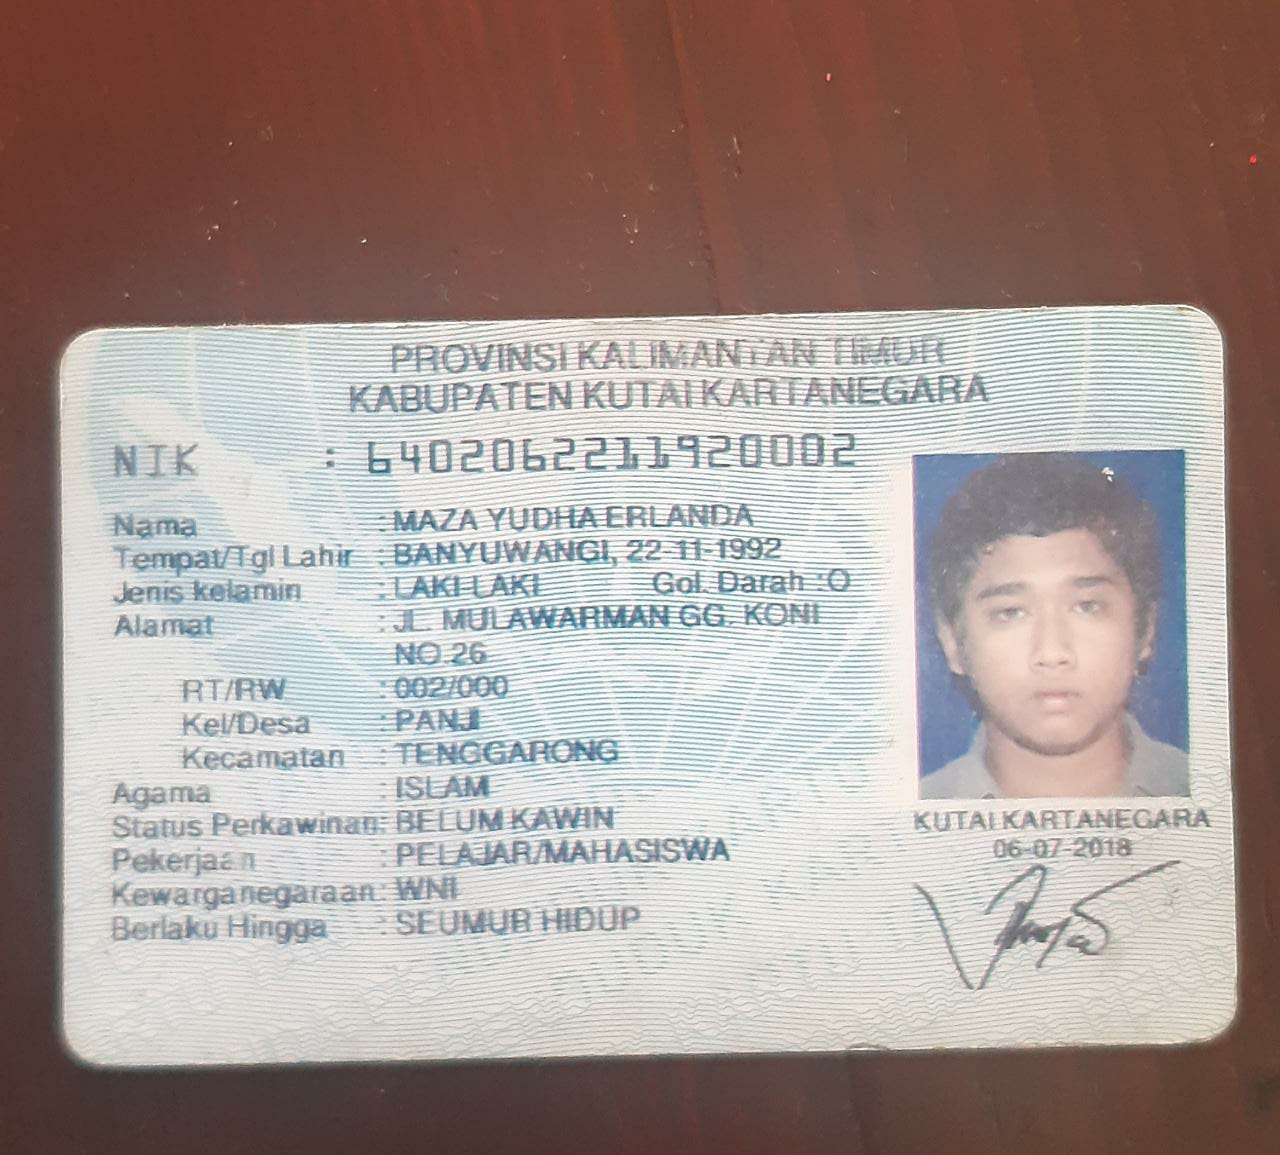 PROVINSI KALIMANTAN TIMUR
KABUPATEN KUTAI KARTANEGARA
NIK : 6402062211920002
Nama : MAZA YUDHA ERLANDA
Tempat/Tgl Lahir : BANYUWANGI, 22-11-1992
Jenis kelamin : LAKI-LAKI Gol. Darah :O
Alamat : JL. MULAWARMAN GG. KONI
NO.26
RT/RW : 002/000
Kel/Desa : PANJI
Kecamatan : TENGGARONG
Agama : ISLAM
Status Perkawinan: BELUM KAWIN
Pekerjaan : PELAJAR/MAHASISWA
Kewarganegaraan: WNI
Berlaku Hingga : SEUMUR HIDUP
KUTAI KARTANEGARA
06-07-2018